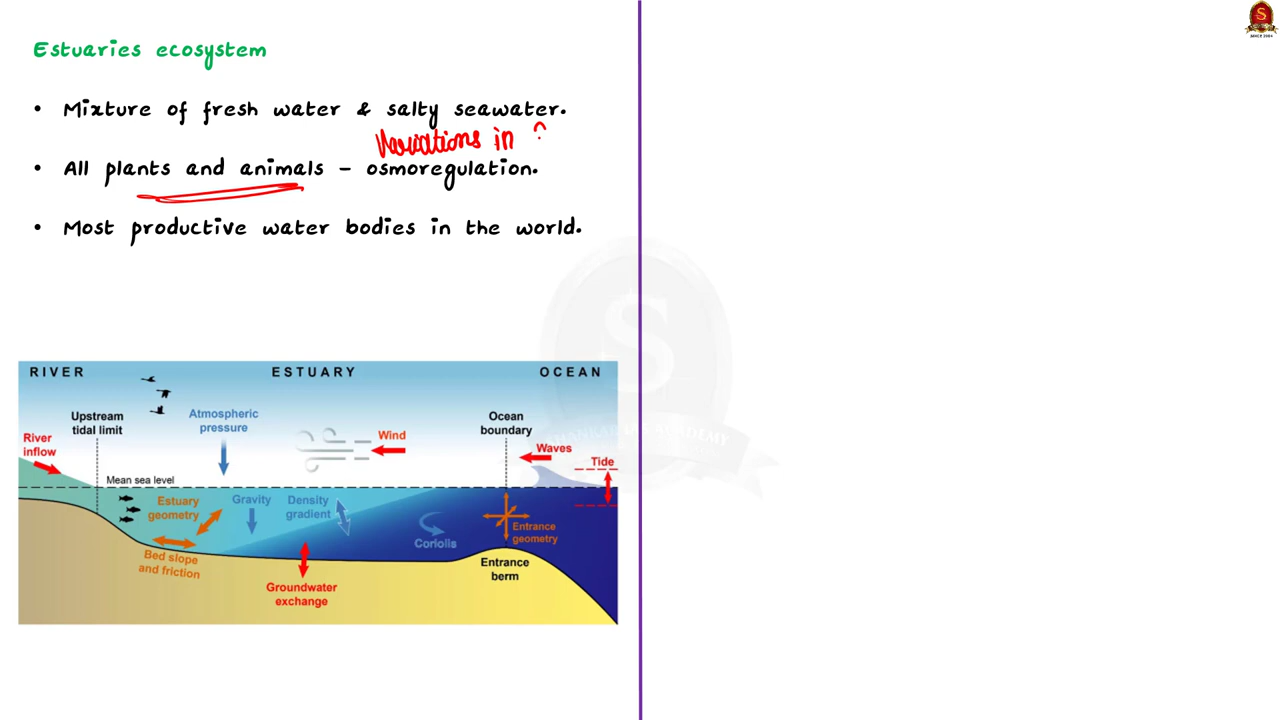 Estuaries ecosystem
• Mixture of fresh water & salty seawater.
Variations in
• All plants and animals – osmoregulation.
• Most productive water bodies in the world.
RIVER
ESTUARY
OCEAN
Upstream
tidal limit
Atmospheric
pressure
Ocean
boundary
River
inflow
Wind
Waves
Tide
Mean sea level
Estuary
geometry
Gravity
Density
gradient
Coriolis
Entrance
geometry
Bed slope
and friction
Entrance
berm
Groundwater
exchange
S
SINCE 2004